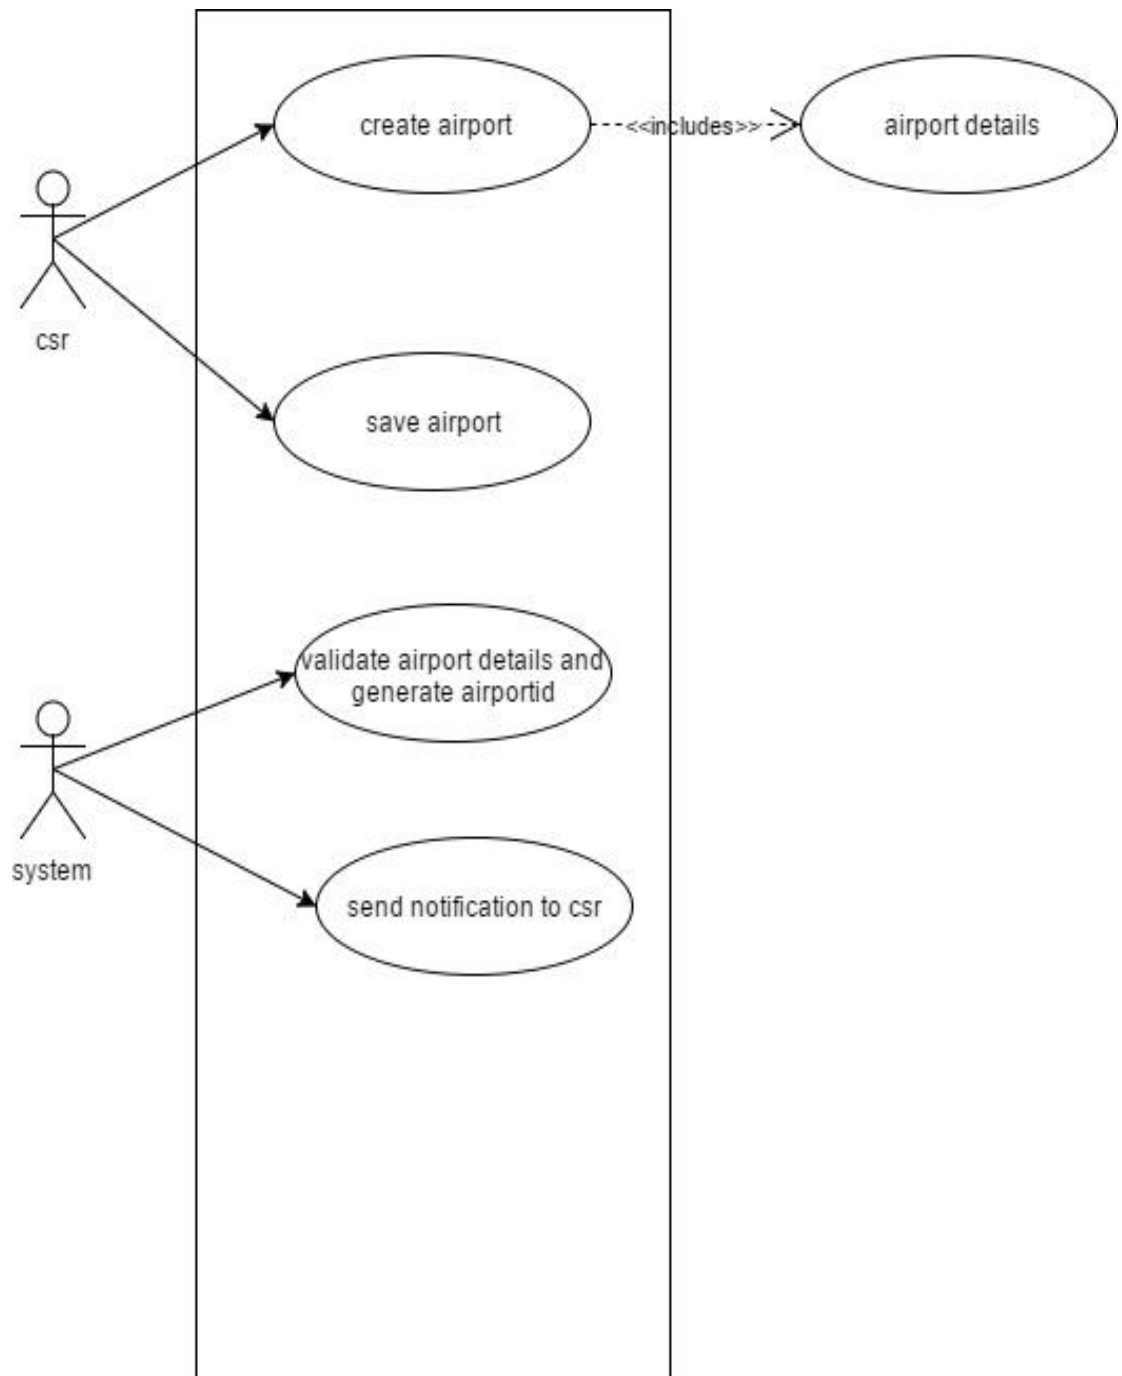 create airport
<<includes>>
airport details
csr
save airport
validate airport details and
generate airportid
system
send notification to csr